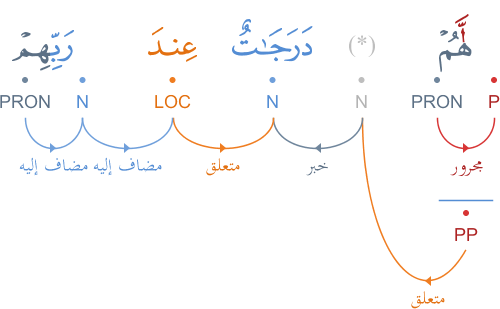 لَّهُمْ (*) دَرَجَـٰتٌ عِندَ رَبِّهِمْ
P PRON N N LOC N PRON
مجرور خبر متعلق مضاف إليه مضاف إليه
PP
متعلق